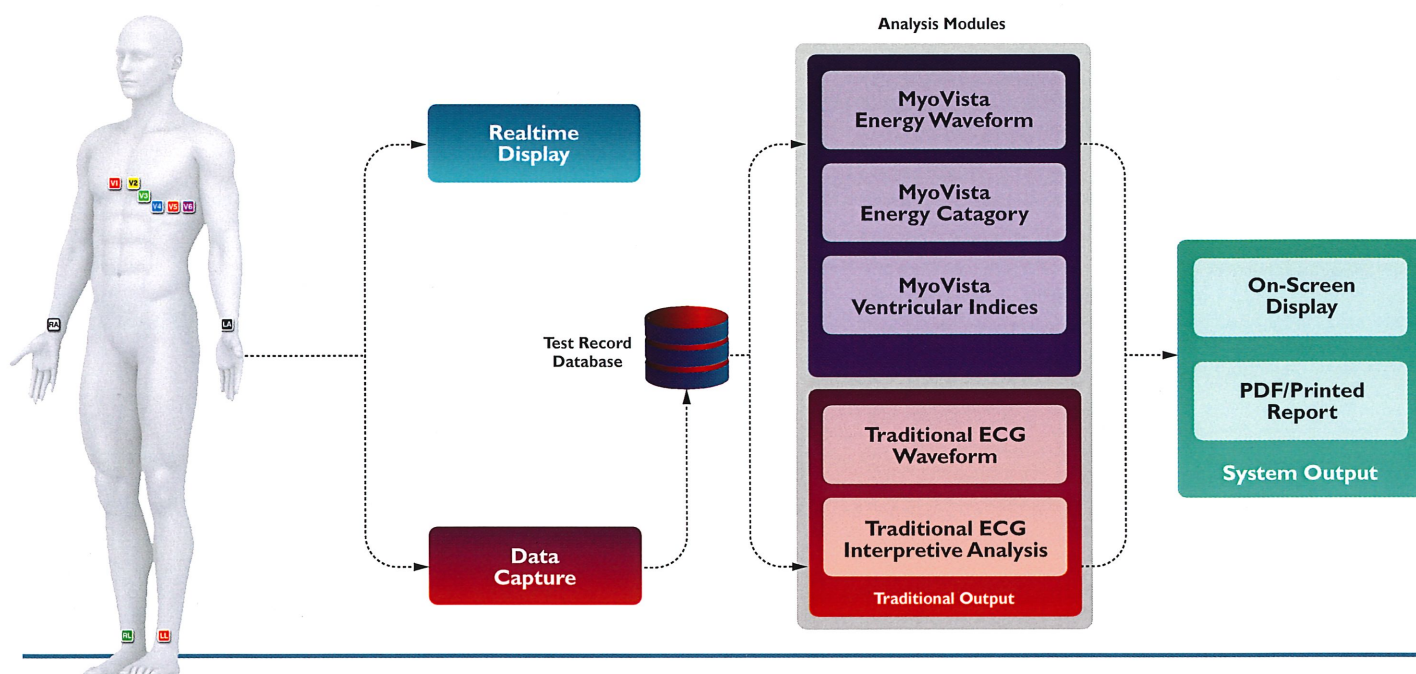 Analysis Modules
MyoVista
Energy Waveform
MyoVista
Energy Catagory
MyoVista
Ventricular Indices
Traditional ECG
Waveform
Traditional ECG
Interpretive Analysis
Traditional Output
Realtime
Display
Data
Capture
Test Record
Database
On-Screen
Display
PDF/Printed
Report
System Output
V1
V2
V3
V4
V5
V6
RA
LA
RL
LL